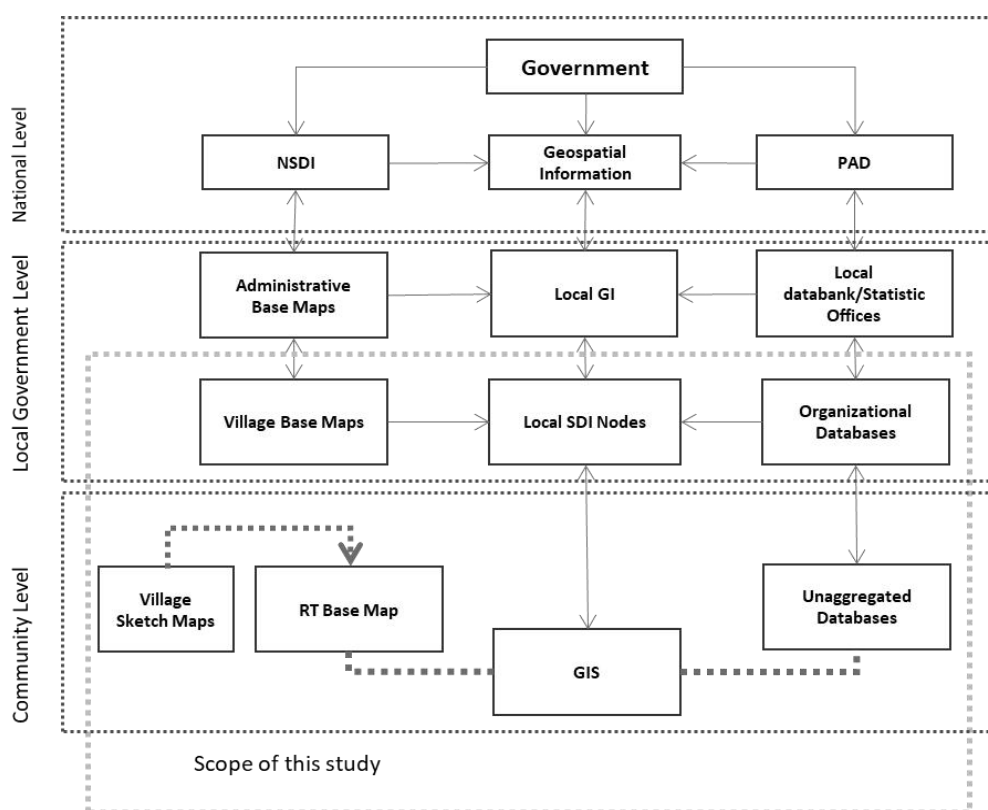 National Level
Government
NSDI
Geospatial
Information
PAD
Local Government Level
Administrative
Base Maps
Local GI
Local
databank/Statistic
Offices
Village Base Maps
Local SDI Nodes
Organizational
Databases
Community Level
Village
Sketch Maps
RT Base Map
GIS
Unaggregated
Databases
Scope of this study